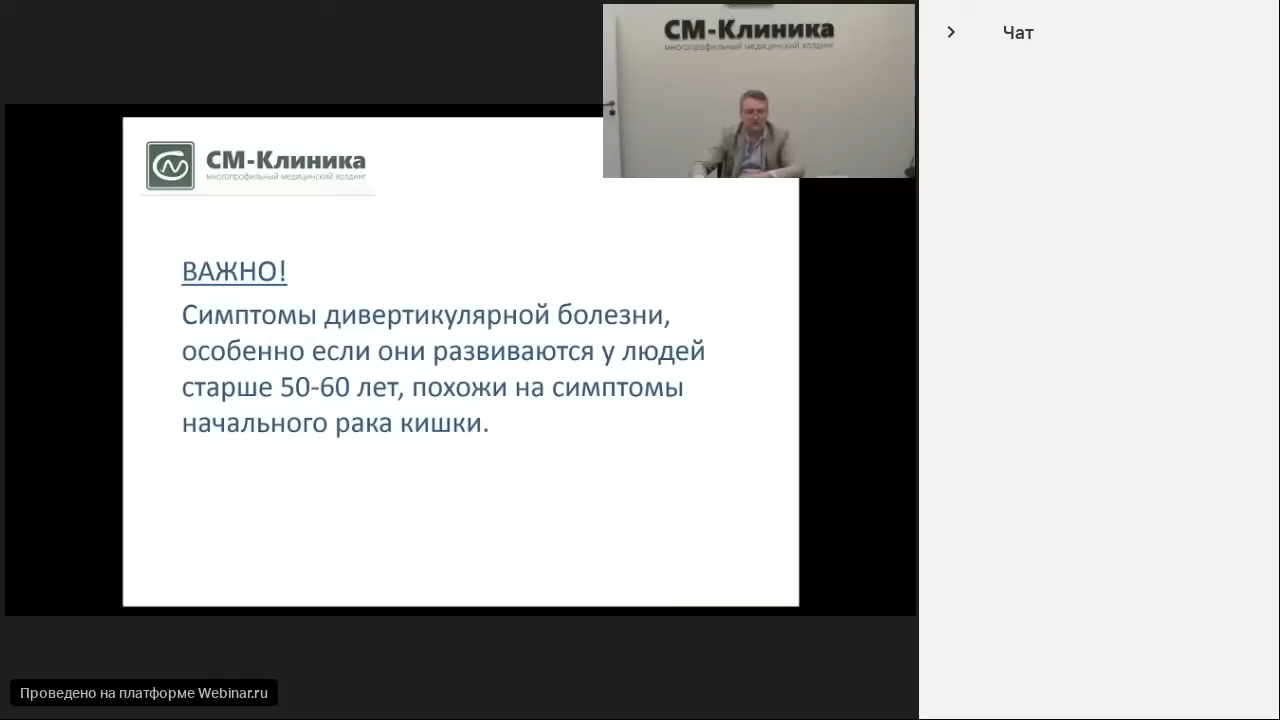 СМ-Клиника
многопрофильный медицинский холдинг
Чат
СМ-Клиника
многопрофильный медицинский холдинг
ВАЖНО!
Симптомы дивертикулярной болезни,
особенно если они развиваются у людей
старше 50-60 лет, похожи на симптомы
начального рака кишки.
Проведено на платформе Webinar.ru